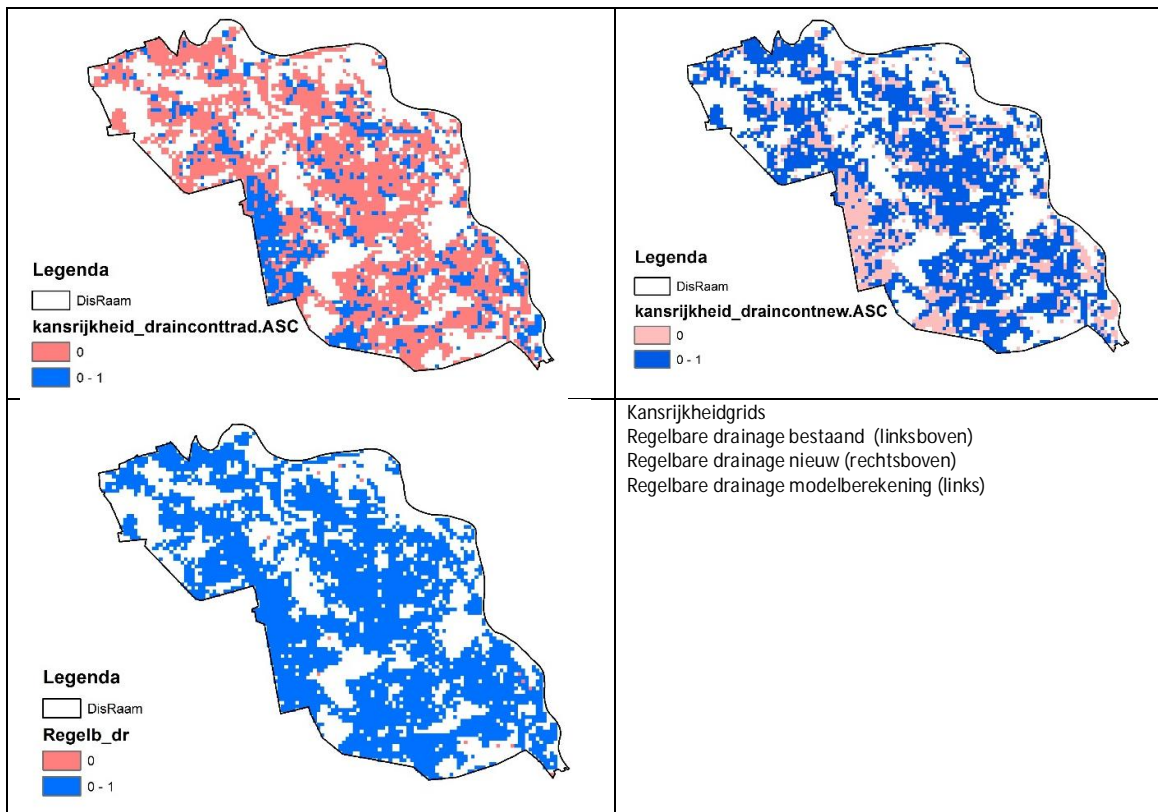 Legenda
DisRaam
kansrijkheid_drainconttrad.ASC
0
0 - 1
Legenda
DisRaam
kansrijkheid_draincontnew.ASC
0
0 - 1
Legenda
DisRaam
Regelb_dr
0
0 - 1
Kansrijkheidgrids
Regelbare drainage bestaand (linksboven)
Regelbare drainage nieuw (rechtsboven)
Regelbare drainage modelberekening (links)